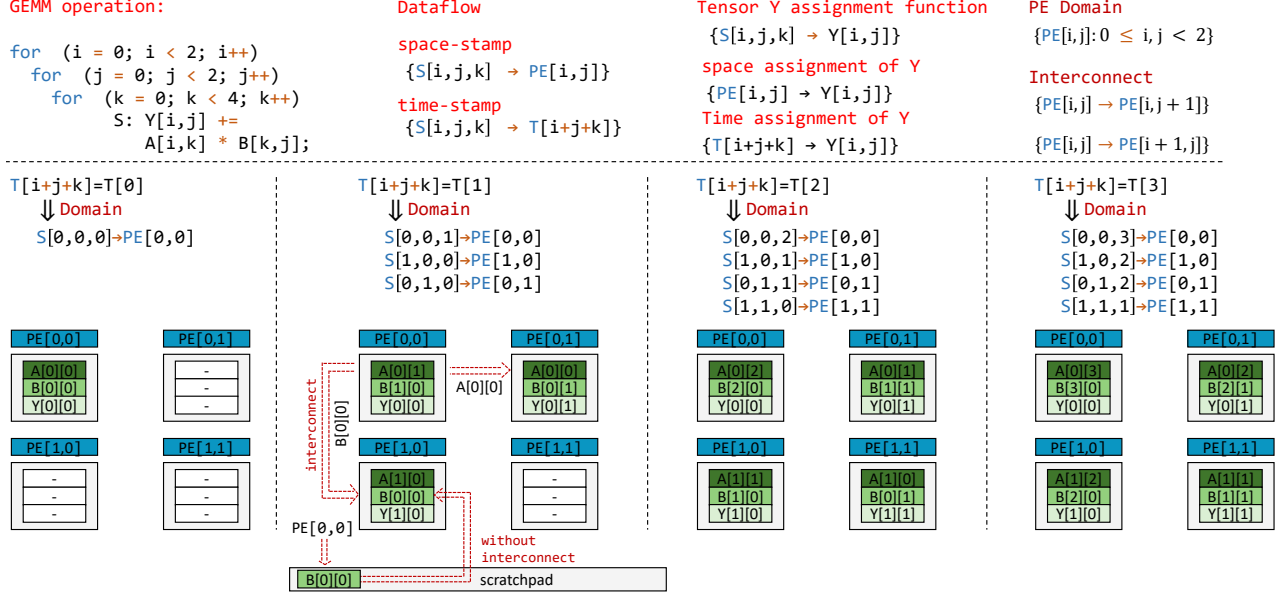 GEMM operation:
for (i = 0; i < 2; i++)
for (j = 0; j < 2; j++)
for (k = 0; k < 4; k++)
S: Y[i,j] +=
A[i,k] * B[k,j];
Dataflow
space-stamp
{S[i,j,k] → PE[i,j]}
time-stamp
{S[i,j,k] → T[i+j+k]}
Tensor Y assignment function
{S[i,j,k] → Y[i,j]}
space assignment of Y
{PE[i,j] → Y[i,j]}
Time assignment of Y
{T[i+j+k] → Y[i,j]}
PE Domain
{PE[i,j]: 0 ≤ i, j < 2}
Interconnect
{PE[i,j] → PE[i,j + 1]}
{PE[i,j] → PE[i + 1,j]}
T[i+j+k]=T[0]
⇓ Domain
S[0,0,0]→PE[0,0]
PE[0,0]
A[0][0]
B[0][0]
Y[0][0]
PE[0,1]
-
-
-
PE[1,0]
-
-
-
PE[1,1]
-
-
-
T[i+j+k]=T[1]
⇓ Domain
S[0,0,1]→PE[0,0]
S[1,0,0]→PE[1,0]
S[0,1,0]→PE[0,1]
PE[0,0]
A[0][1]
B[1][0]
Y[0][0]
A[0][0]
PE[0,1]
A[0][0]
B[0][1]
Y[0][1]
interconnect
B[0][0]
PE[1,0]
A[1][0]
B[0][0]
Y[1][0]
PE[1,1]
-
-
-
PE[0,0]
without
interconnect
B[0][0]
scratchpad
T[i+j+k]=T[2]
⇓ Domain
S[0,0,2]→PE[0,0]
S[1,0,1]→PE[1,0]
S[0,1,1]→PE[0,1]
S[1,1,0]→PE[1,1]
PE[0,0]
A[0][2]
B[2][0]
Y[0][0]
PE[0,1]
A[0][1]
B[1][1]
Y[0][1]
PE[1,0]
A[1][1]
B[1][0]
Y[1][0]
PE[1,1]
A[1][0]
B[0][1]
Y[1][1]
T[i+j+k]=T[3]
⇓ Domain
S[0,0,3]→PE[0,0]
S[1,0,2]→PE[1,0]
S[0,1,2]→PE[0,1]
S[1,1,1]→PE[1,1]
PE[0,0]
A[0][3]
B[3][0]
Y[0][0]
PE[0,1]
A[0][2]
B[2][1]
Y[0][1]
PE[1,0]
A[1][2]
B[2][0]
Y[1][0]
PE[1,1]
A[1][1]
B[1][1]
Y[1][1]